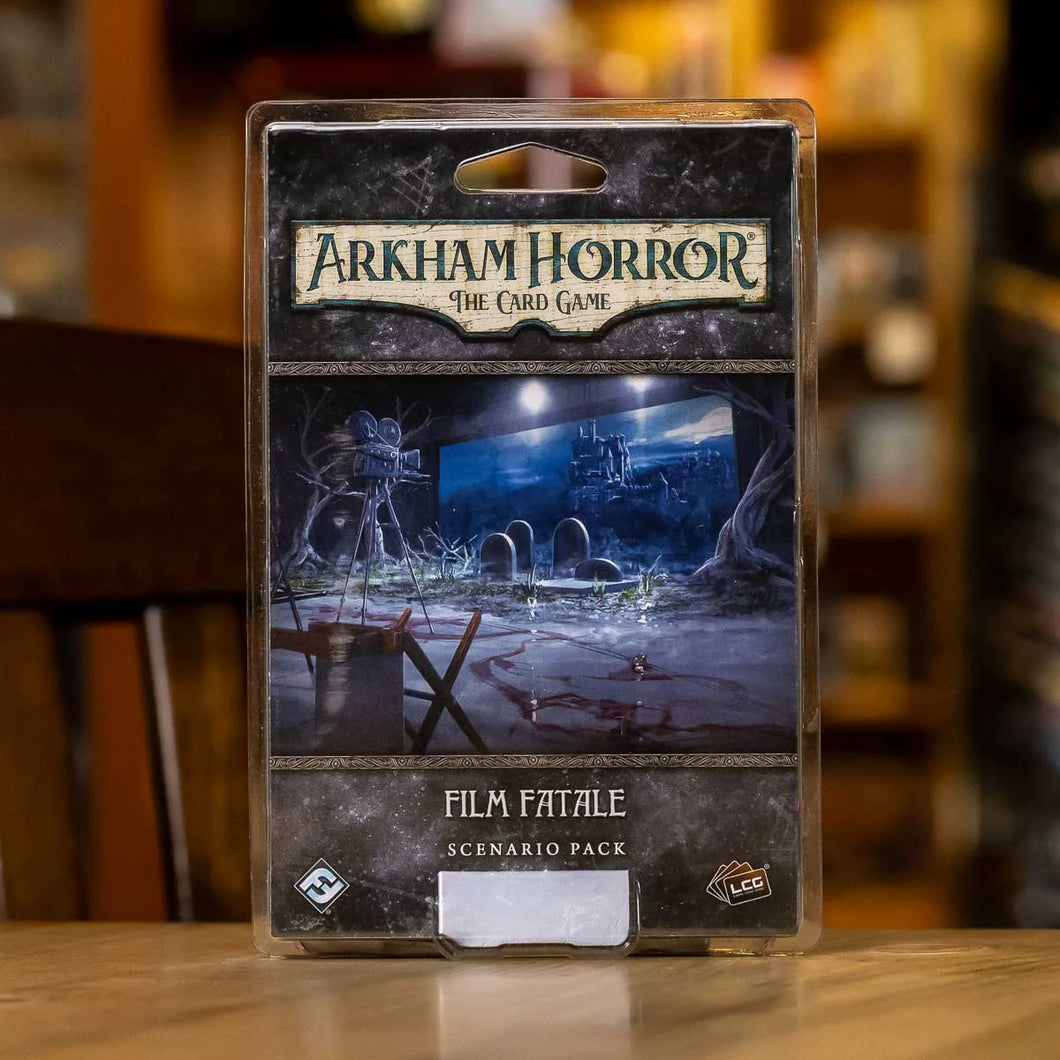 ARKHAM HORROR®
THE CARD GAME
FILM FATALE
SCENARIO PACK
LCG®